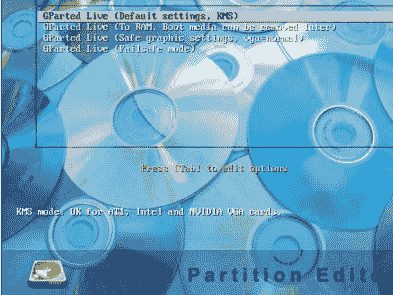 GParted Live (Default settings, KMS)
GParted Live (To RAM. Boot media can be removed later)
GParted Live (Safe graphic settings, vga=normal)
GParted Live (Failsafe mode)
Press [Tab] to edit options
KMS mode: OK for ATI, Intel and NVIDIA VGA cards.
Partition Edito